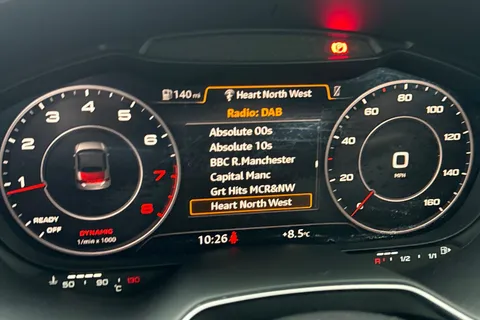 140 mi
Heart North West
Radio: DAB
Absolute 00s
Absolute 10s
BBC R.Manchester
Capital Manc
Grt Hits MCR&NW
Heart North West
10:26
+8.5°C
1
2
3
4
5
6
7
8
READY
OFF
DYNAMIC
1/min x 1000
20
40
60
80
100
120
140
160
0
MPH
50 90 °C 130
R 1/2 1/1